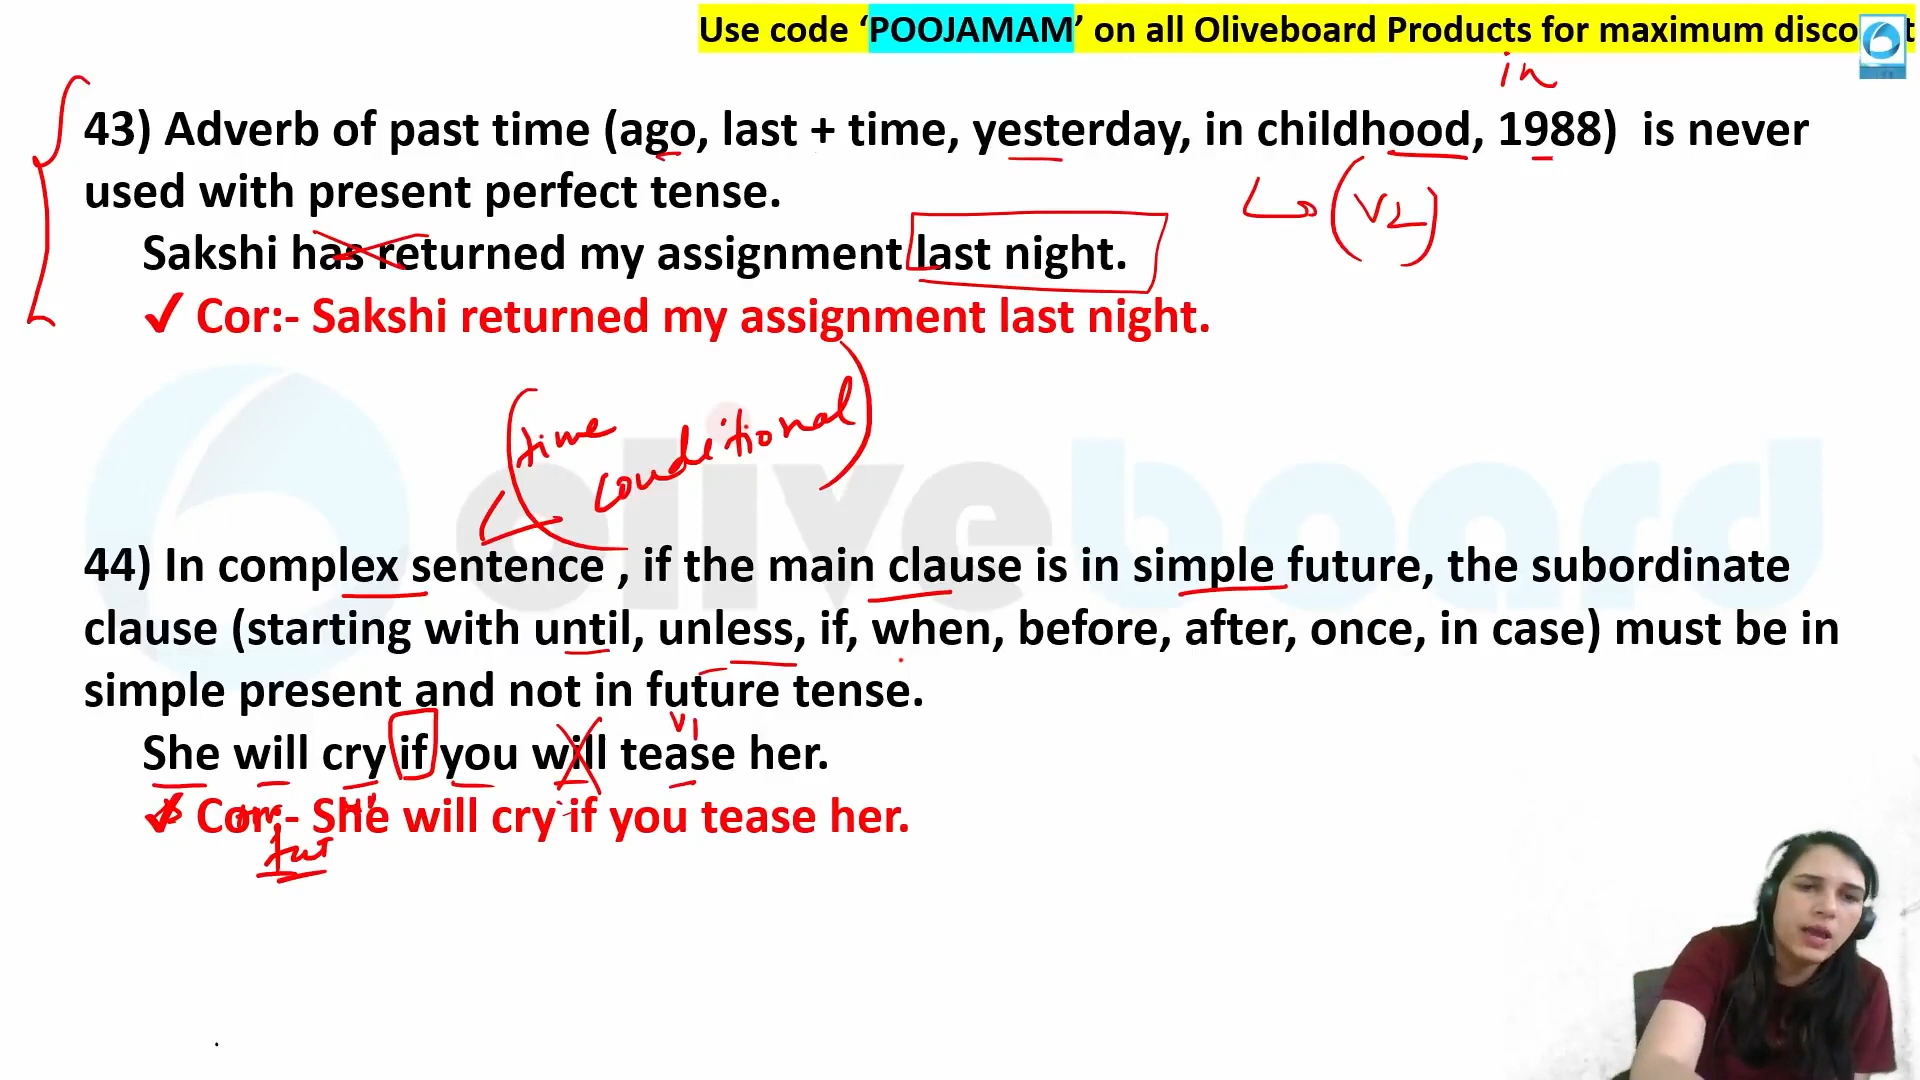 Use code ‘POOJAMAM’ on all Oliveboard Products for maximum disco t
in
43) Adverb of past time (ago, last + time, yesterday, in childhood, 1988) is never
used with present perfect tense.
(V2)
Sakshi has returned my assignment last night.
✔ Cor:- Sakshi returned my assignment last night.
time
conditional
oliveboard
44) In complex sentence , if the main clause is in simple future, the subordinate
clause (starting with until, unless, if, when, before, after, once, in case) must be in
simple present and not in future tense.
V1
She will cry if you will tease her.
✔ Cor:- She will cry if you tease her.
fut